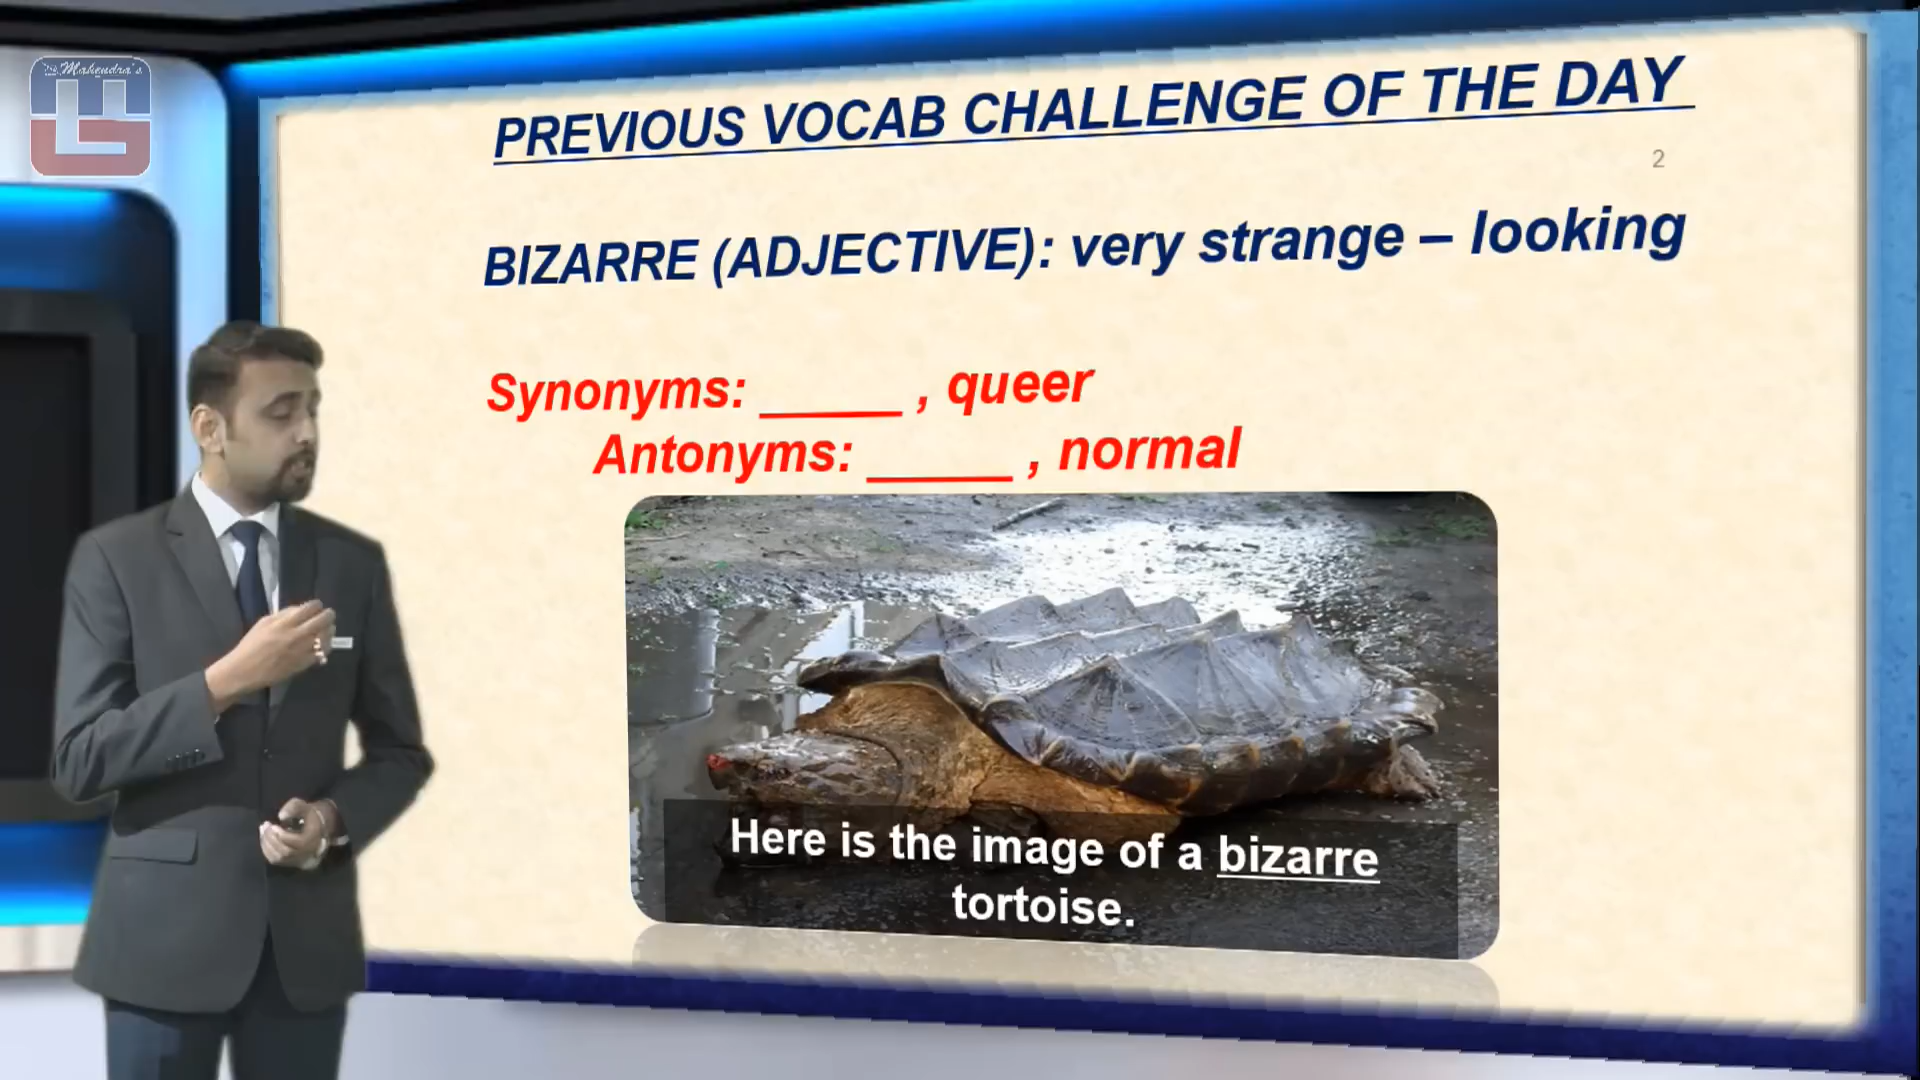 Mahendra's
PREVIOUS VOCAB CHALLENGE OF THE DAY
2
BIZARRE (ADJECTIVE): very strange – looking
Synonyms: _____ , queer
Antonyms: _____ , normal
Here is the image of a bizarre
tortoise.